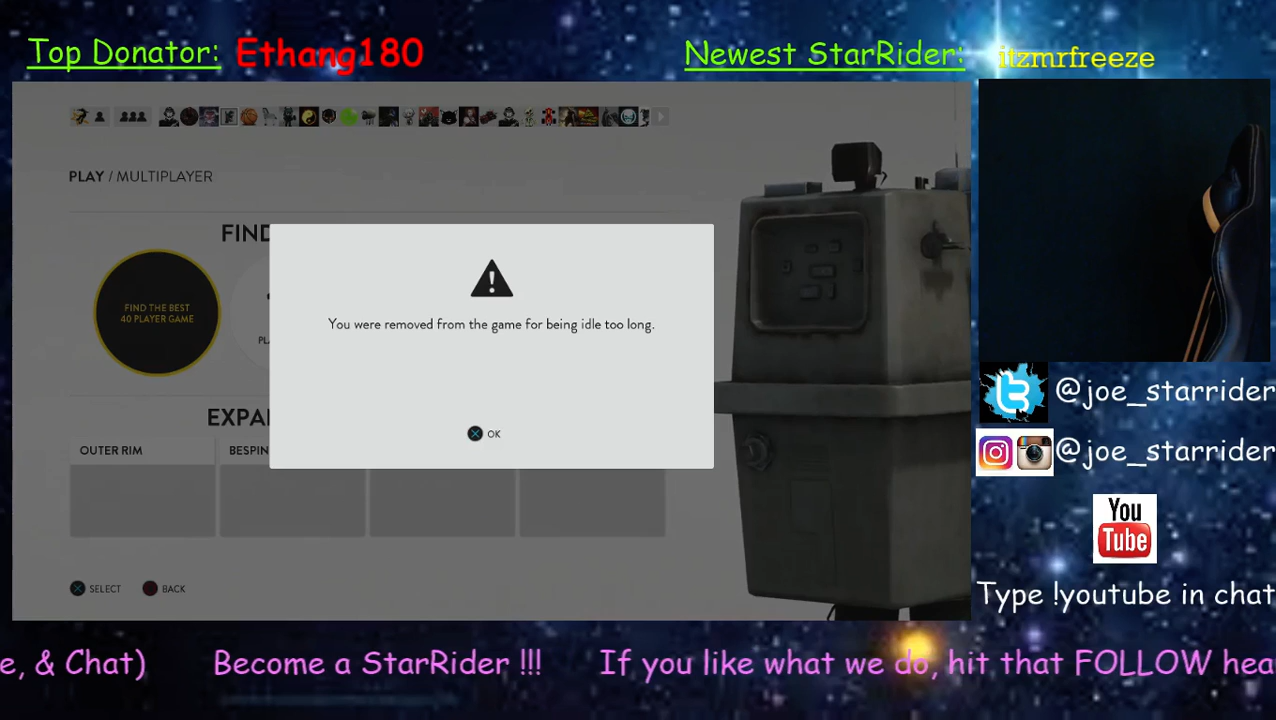 Top Donator: Ethang180
Newest StarRider: itzmrfreeze
PLAY / MULTIPLAYER
FIND
FIND THE BEST
40 PLAYER GAME
You were removed from the game for being idle too long.
OK
EXPA
OUTER RIM
BESPIN
SELECT
BACK
@joe_starrider
@joe_starrider
You
Tube
Type !youtube in chat
e, & Chat) Become a StarRider !!! If you like what we do, hit that FOLLOW hea